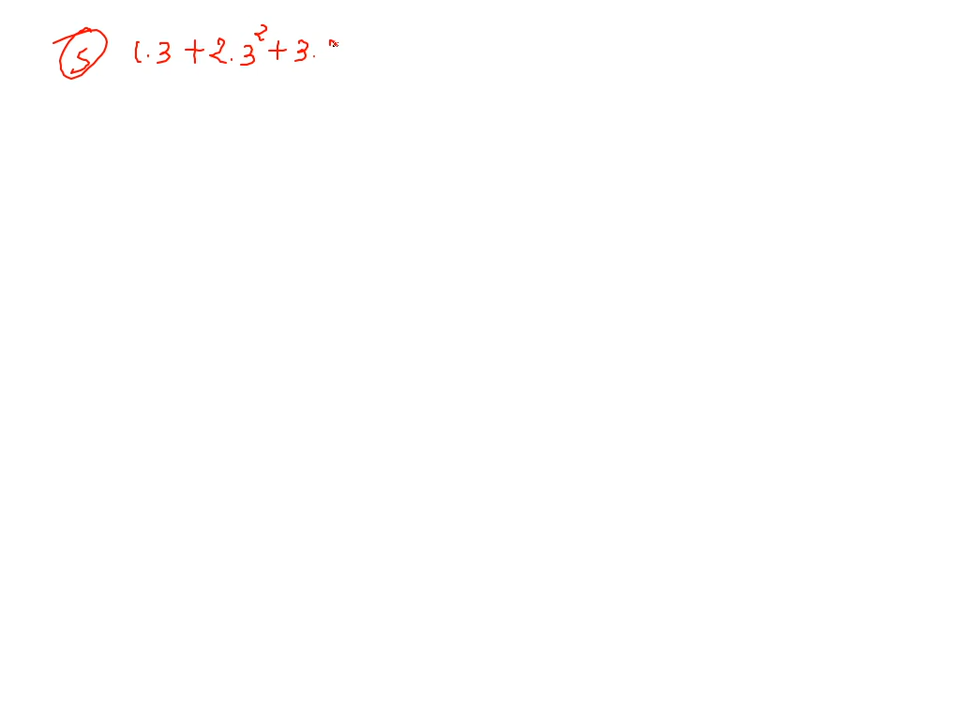 5 1.3 + 2.3² + 3.